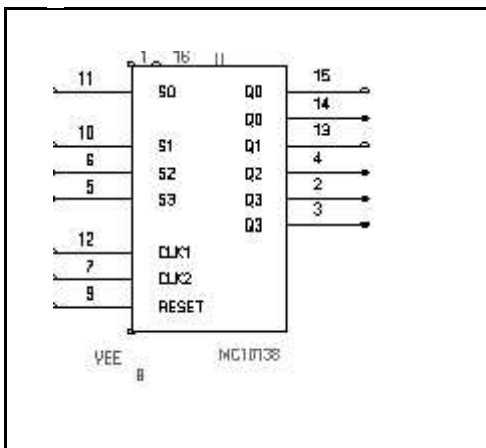 1 16
11 S0 Q0 15
Q0 14
10 S1 Q1 13
6 S2 Q2 4
5 S3 Q3 2
Q3 3
12 CLK1
7 CLK2
9 RESET
VEE MC10138
8